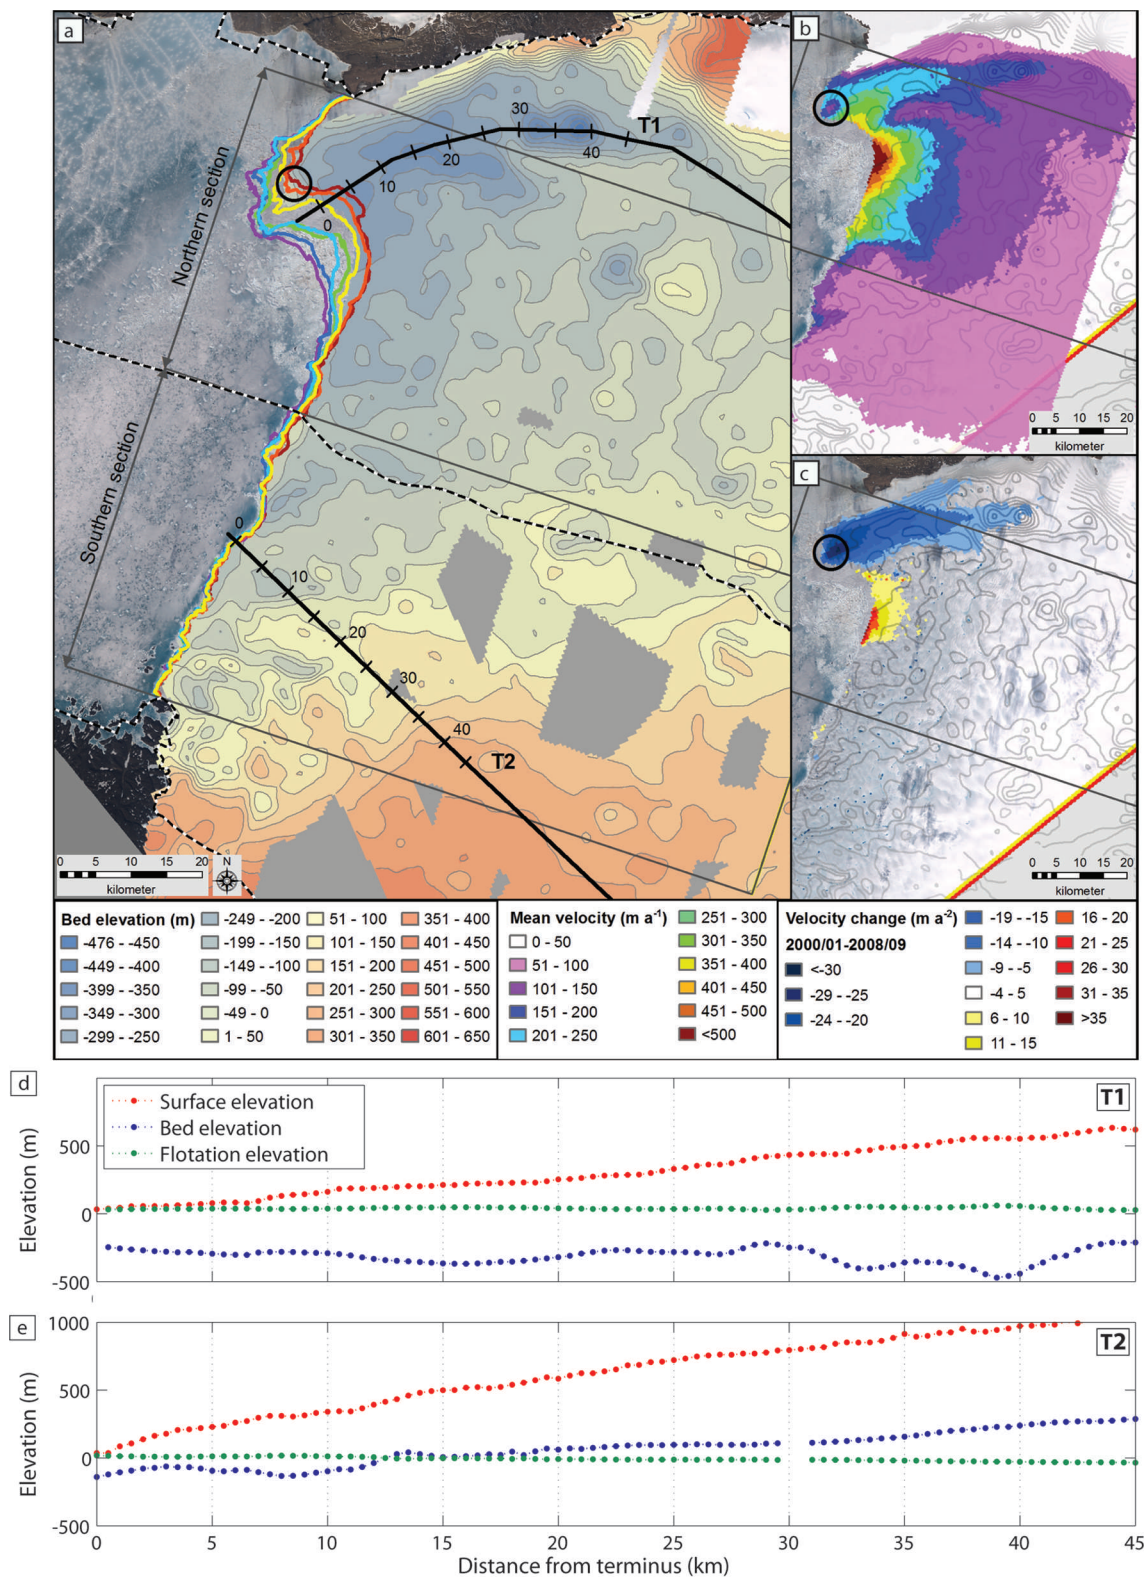 a
Northern section
Southern section
0
10
20
30
40
T1
0
10
20
30
40
T2
0 5 10 15 20
kilometer
N
b
0 5 10 15 20
kilometer
c
0 5 10 15 20
kilometer
Bed elevation (m)
-476 - -450
-449 - -400
-399 - -350
-349 - -300
-299 - -250
-249 - -200
-199 - -150
-149 - -100
-99 - -50
-49 - 0
1 - 50
51 - 100
101 - 150
151 - 200
201 - 250
251 - 300
301 - 350
351 - 400
401 - 450
451 - 500
501 - 550
551 - 600
601 - 650
Mean velocity (m a⁻¹)
0 - 50
51 - 100
101 - 150
151 - 200
201 - 250
251 - 300
301 - 350
351 - 400
401 - 450
451 - 500
<500
Velocity change (m a⁻²)
2000/01-2008/09
<-30
-29 - -25
-24 - -20
-19 - -15
-14 - -10
-9 - -5
-4 - 5
6 - 10
11 - 15
16 - 20
21 - 25
26 - 30
31 - 35
>35
d
T1
Surface elevation
Bed elevation
Flotation elevation
Elevation (m)
500
0
-500
e
T2
Elevation (m)
1000
500
0
-500
0 5 10 15 20 25 30 35 40 45
Distance from terminus (km)